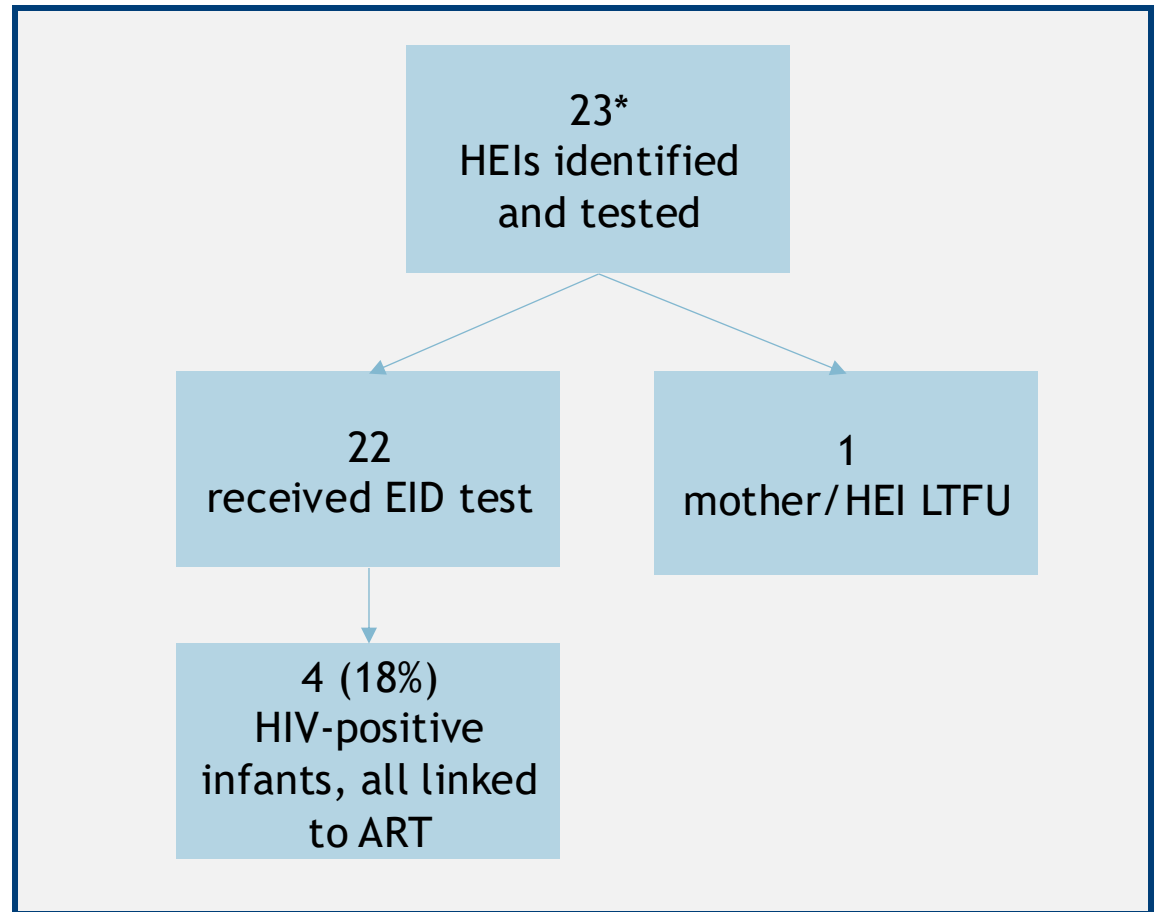 23*
HEIs identified
and tested
22
received EID test
1
mother/HEI LTFU
4 (18%)
HIV-positive
infants, all linked
to ART